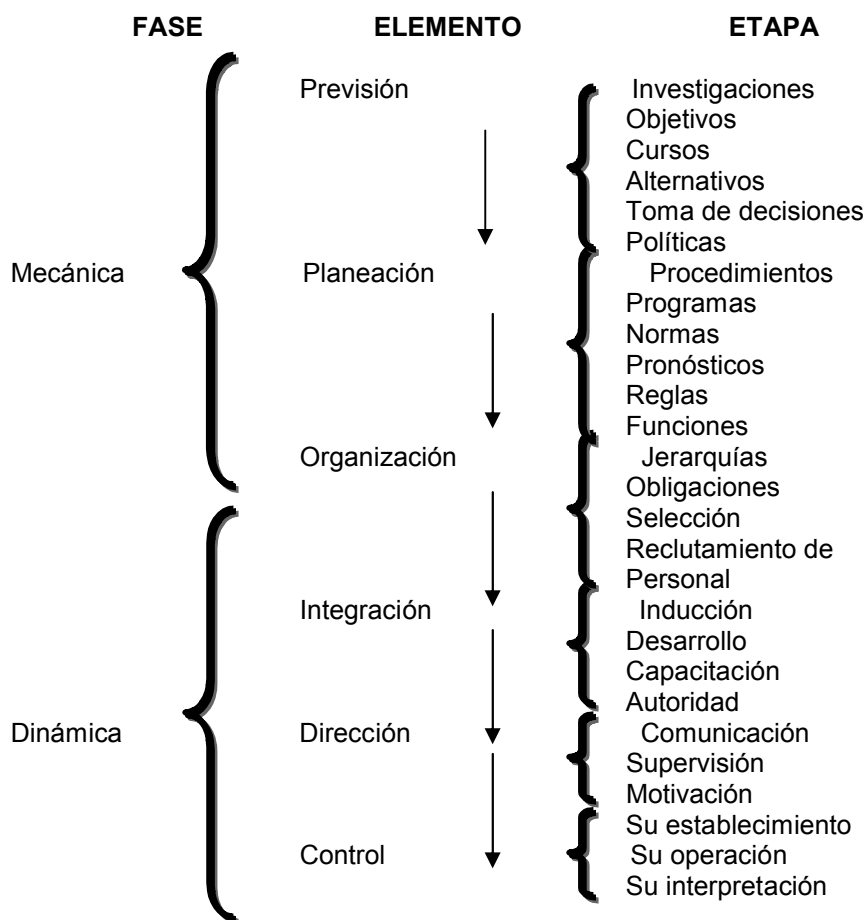 FASE ELEMENTO ETAPA
Previsión Investigaciones
Objetivos
Cursos
Alternativos
Toma de decisiones
Políticas
Mecánica Planeación Procedimientos
Programas
Normas
Pronósticos
Reglas
Funciones
Organización Jerarquías
Obligaciones
Selección
Reclutamiento de
Personal
Integración Inducción
Desarrollo
Capacitación
Autoridad
Dinámica Dirección Comunicación
Supervisión
Motivación
Su establecimiento
Control Su operación
Su interpretación